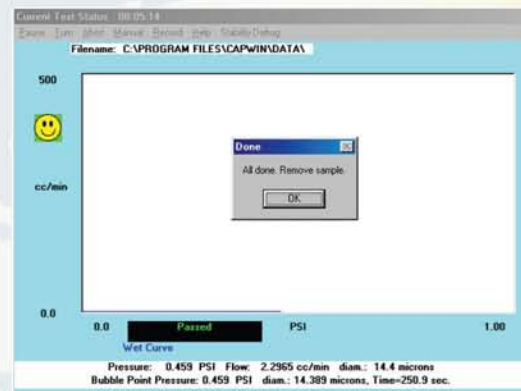 Current Test Status 00:05:14
Pause Turn Abort Manual Record Help Stability Debug
Filename: C:\PROGRAM FILES\CAPWIN\DATA\
500
Done
All done. Remove sample.
OK
cc/min
0.0
0.0 Passed PSI 1.00
Wet Curve
Pressure: 0.459 PSI Flow: 2.2965 cc/min diam.: 14.4 microns
Bubble Point Pressure: 0.459 PSI diam.: 14.389 microns, Time=250.9 sec.